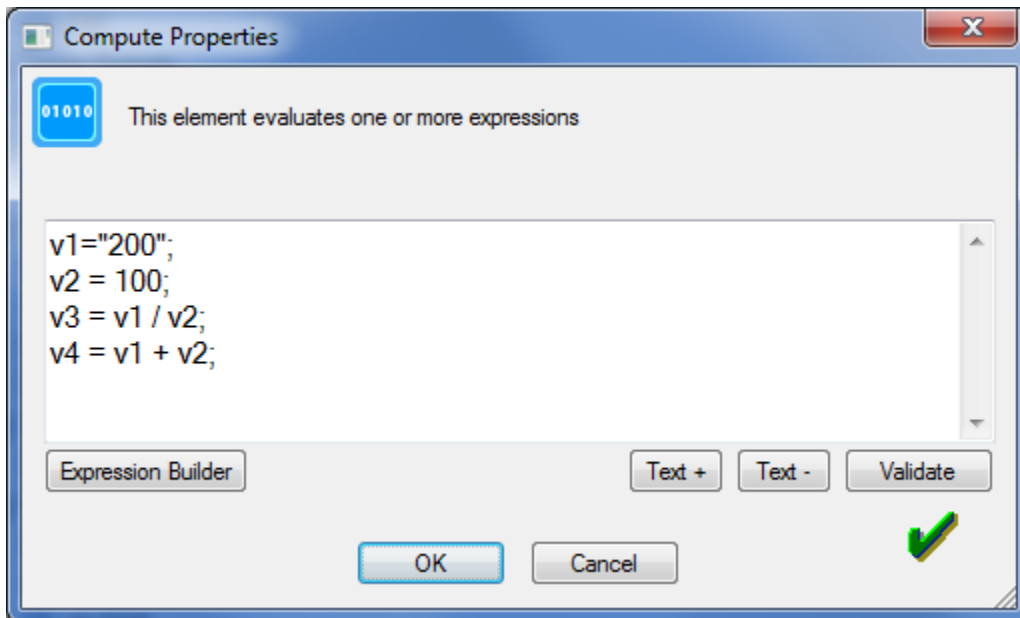 Compute Properties
x
01010
This element evaluates one or more expressions
v1="200";
v2 = 100;
v3 = v1 / v2;
v4 = v1 + v2;
Expression Builder
Text +
Text -
Validate
OK
Cancel